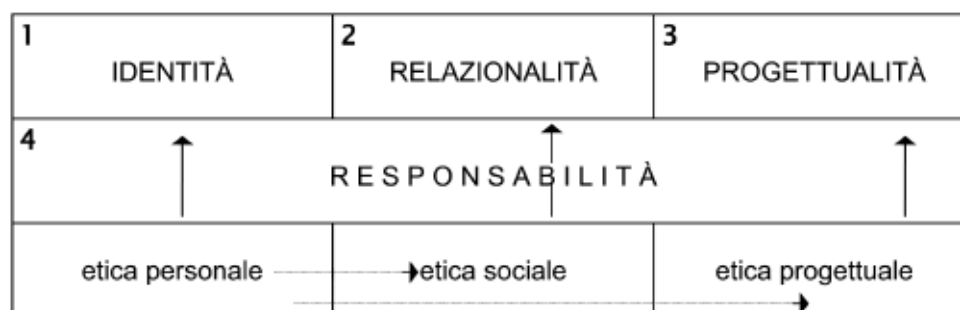 1 IDENTITÀ 2 RELAZIONALITÀ 3 PROGETTUALITÀ
4 RESPONSABILITÀ
etica personale etica sociale etica progettuale